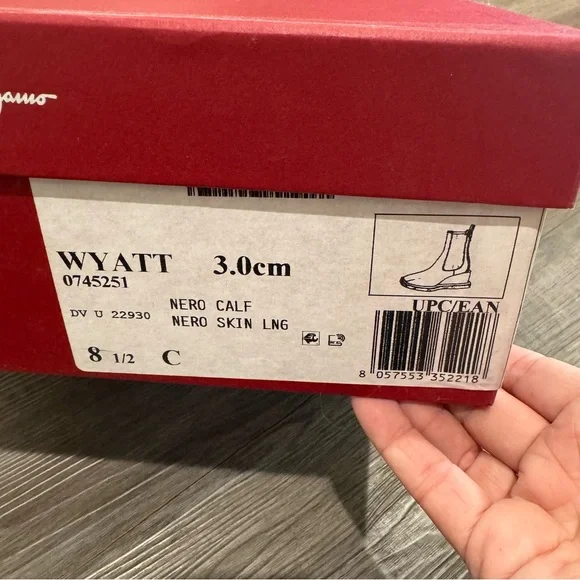 WYATT 3.0cm
0745251
DV U 22930 NERO CALF
NERO SKIN LNG
8 1/2 C
UPC/EAN
8 057553 352218